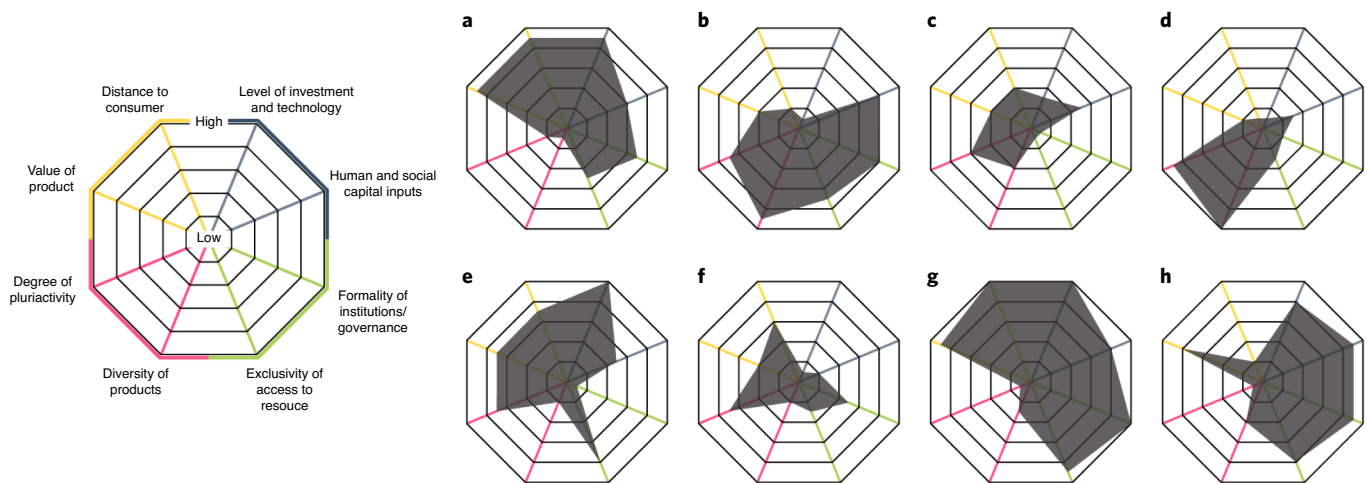 a
b
c
d
Distance to
consumer
Level of investment
and technology
High
Value of
product
Human and social
capital inputs
Low
Degree of
pluriactivity
Formality of
institutions/
governance
Diversity of
products
Exclusivity of
access to
resouce
e
f
g
h